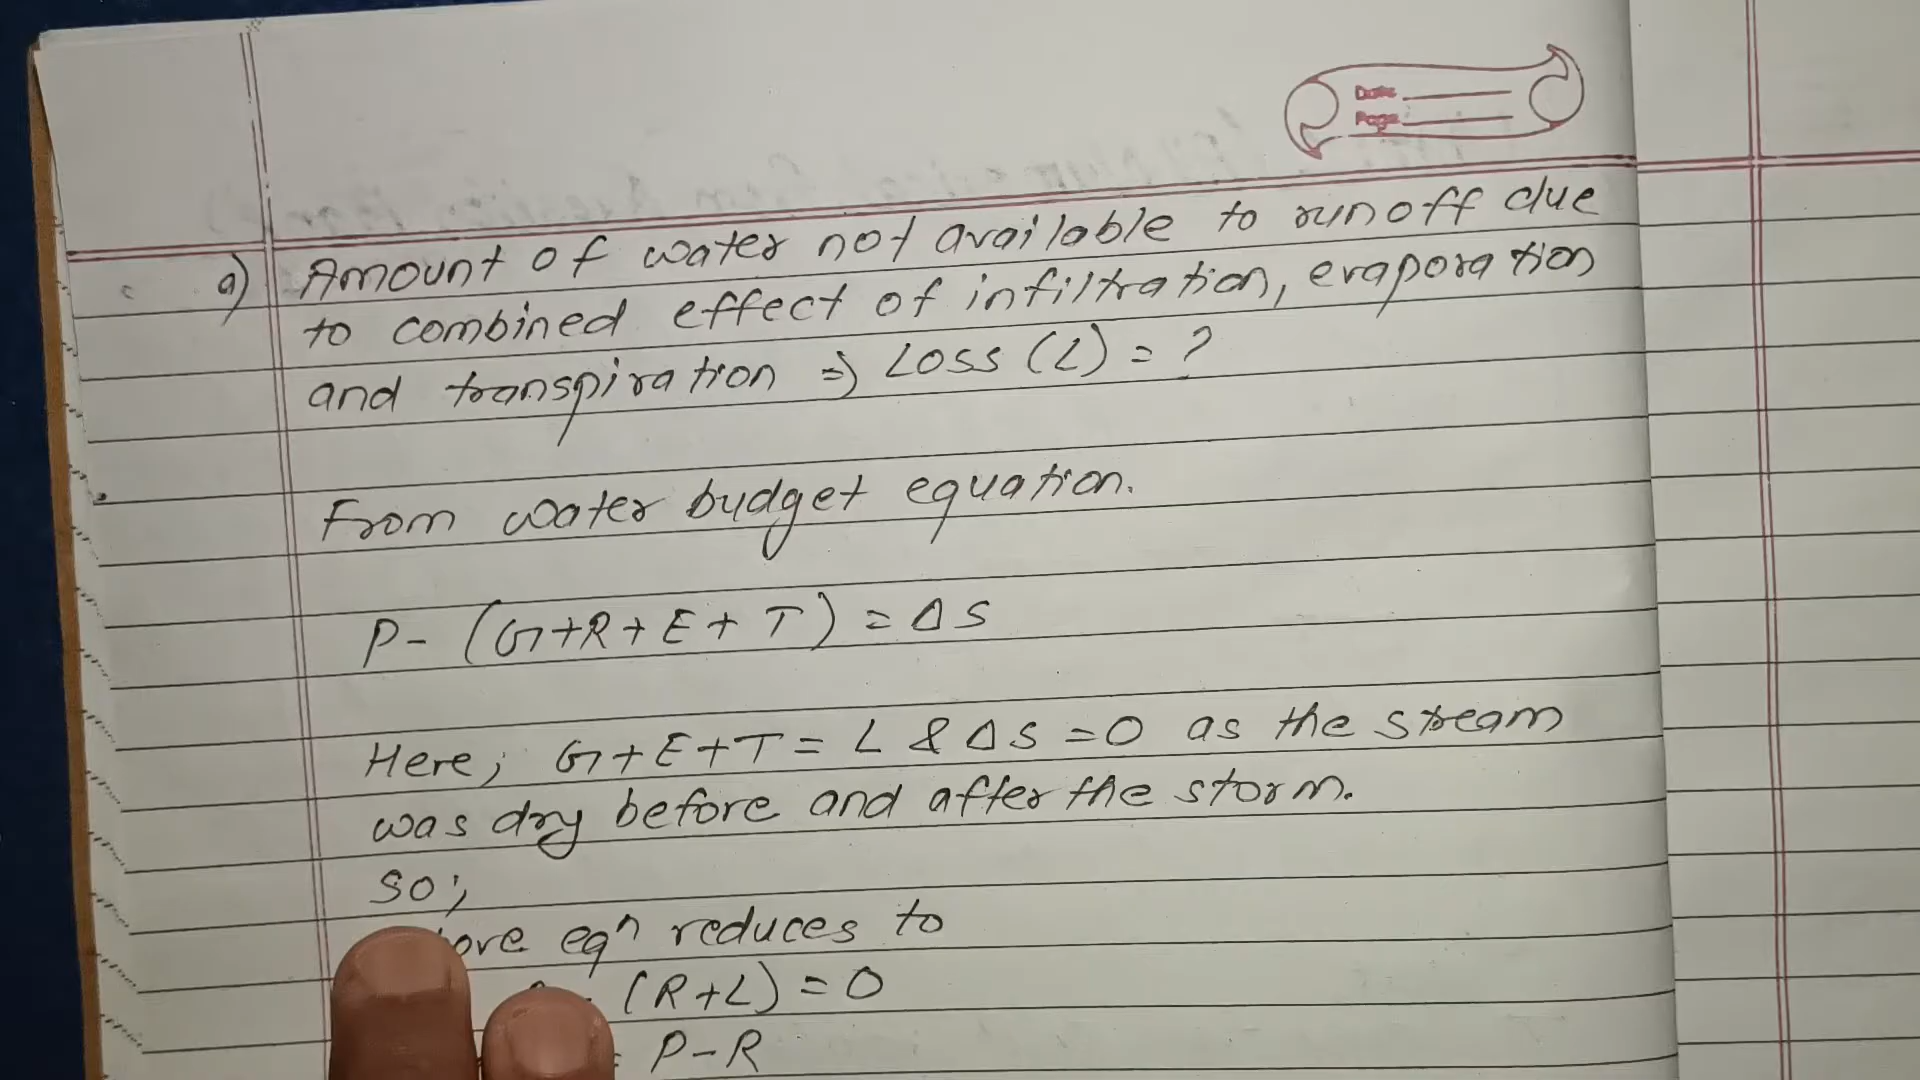 Date
Page
a) Amount of water not available to runoff due
to combined effect of infiltration, evaporation
and transpiration => Loss (L) = ?
From water budget equation.
P- (G+R+E+T) = ΔS
Here; G+E+T = L & ΔS = 0 as the stream
was dry before and after the storm.
so;
eqn reduces to
(R+L) = 0
= P-R